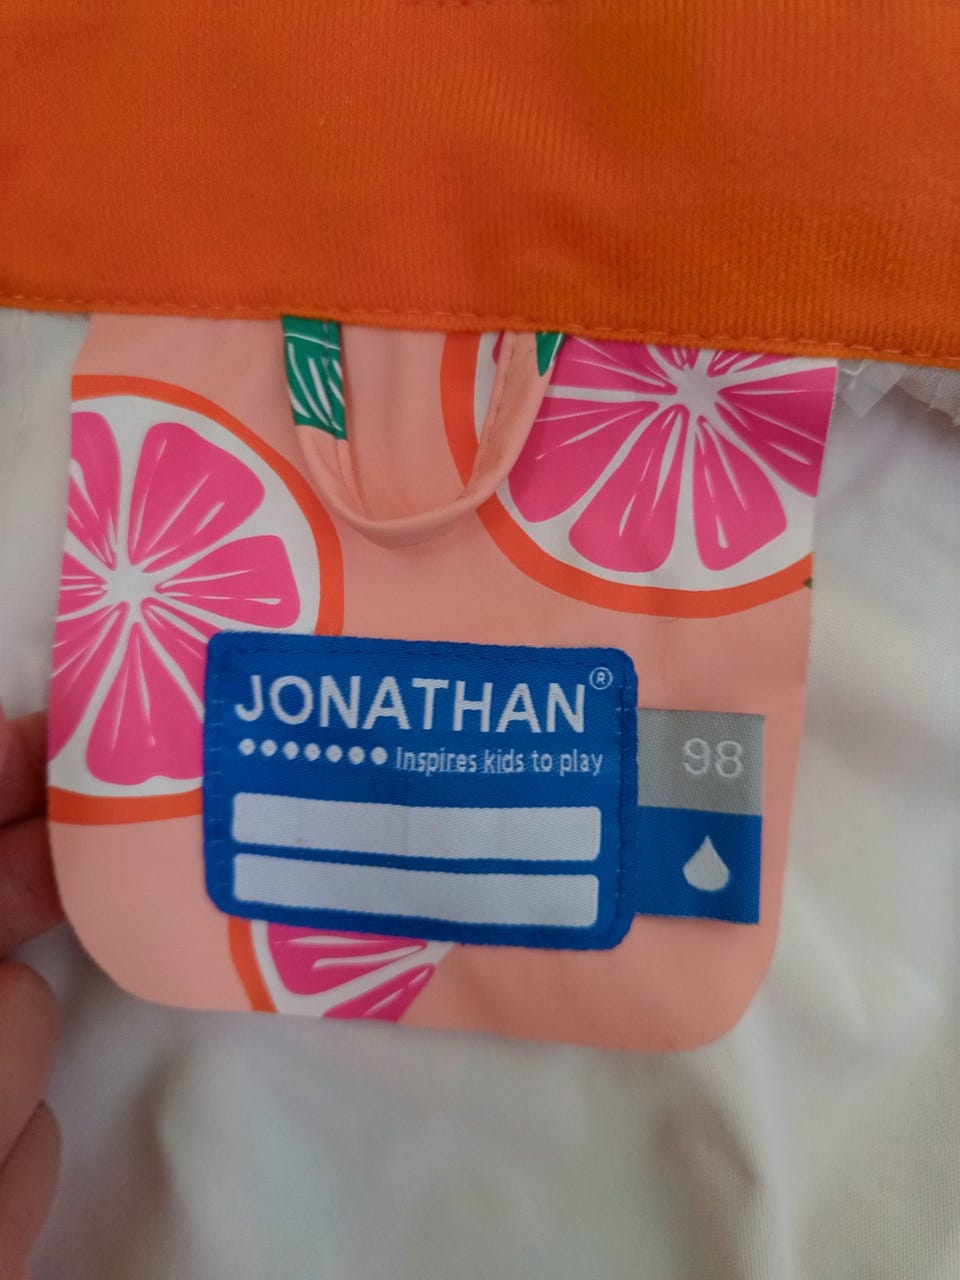 JONATHAN®
Inspires kids to play
98